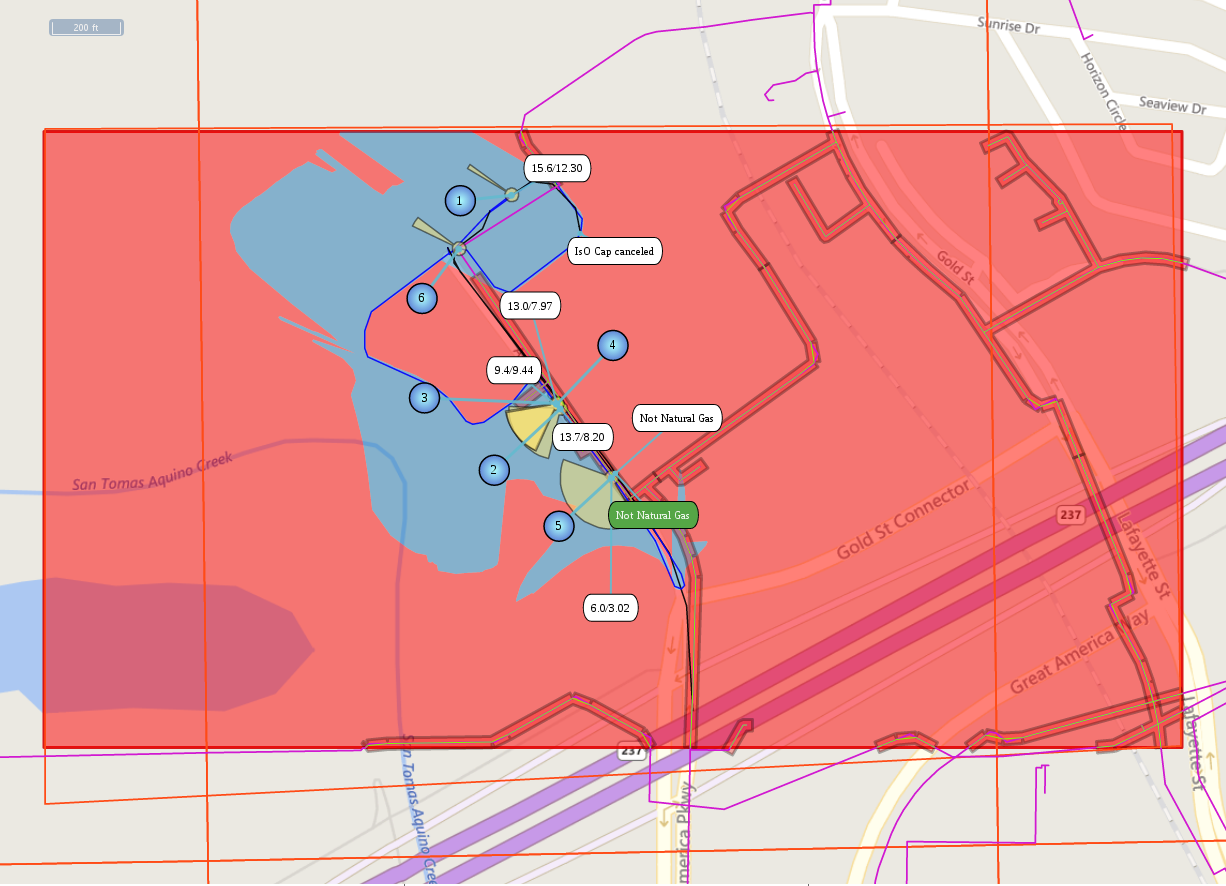 200 ft
Sunrise Dr
Horizon Circle
Seaview Dr
15.6/12.30
1
IsO Cap canceled
Gold St
6
13.0/7.97
4
9.4/9.44
3
Not Natural Gas
13.7/8.20
San Tomas Aquino Creek
2
Gold St Connector
237
Not Natural Gas
5
Lafayette St
6.0/3.02
Great America
237
San Tomas Aquino Cree
merica Pkwy
Lafayette St